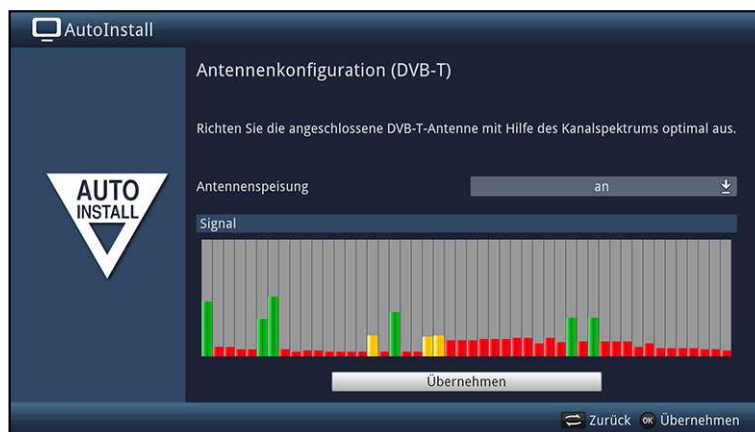 AutoInstall
Antennenkonfiguration (DVB-T)
Richten Sie die angeschlossene DVB-T-Antenne mit Hilfe des Kanalspektrums optimal aus.
Antennenspeisung
an
AUTO
INSTALL
Signal
Übernehmen
Zurück OK Übernehmen